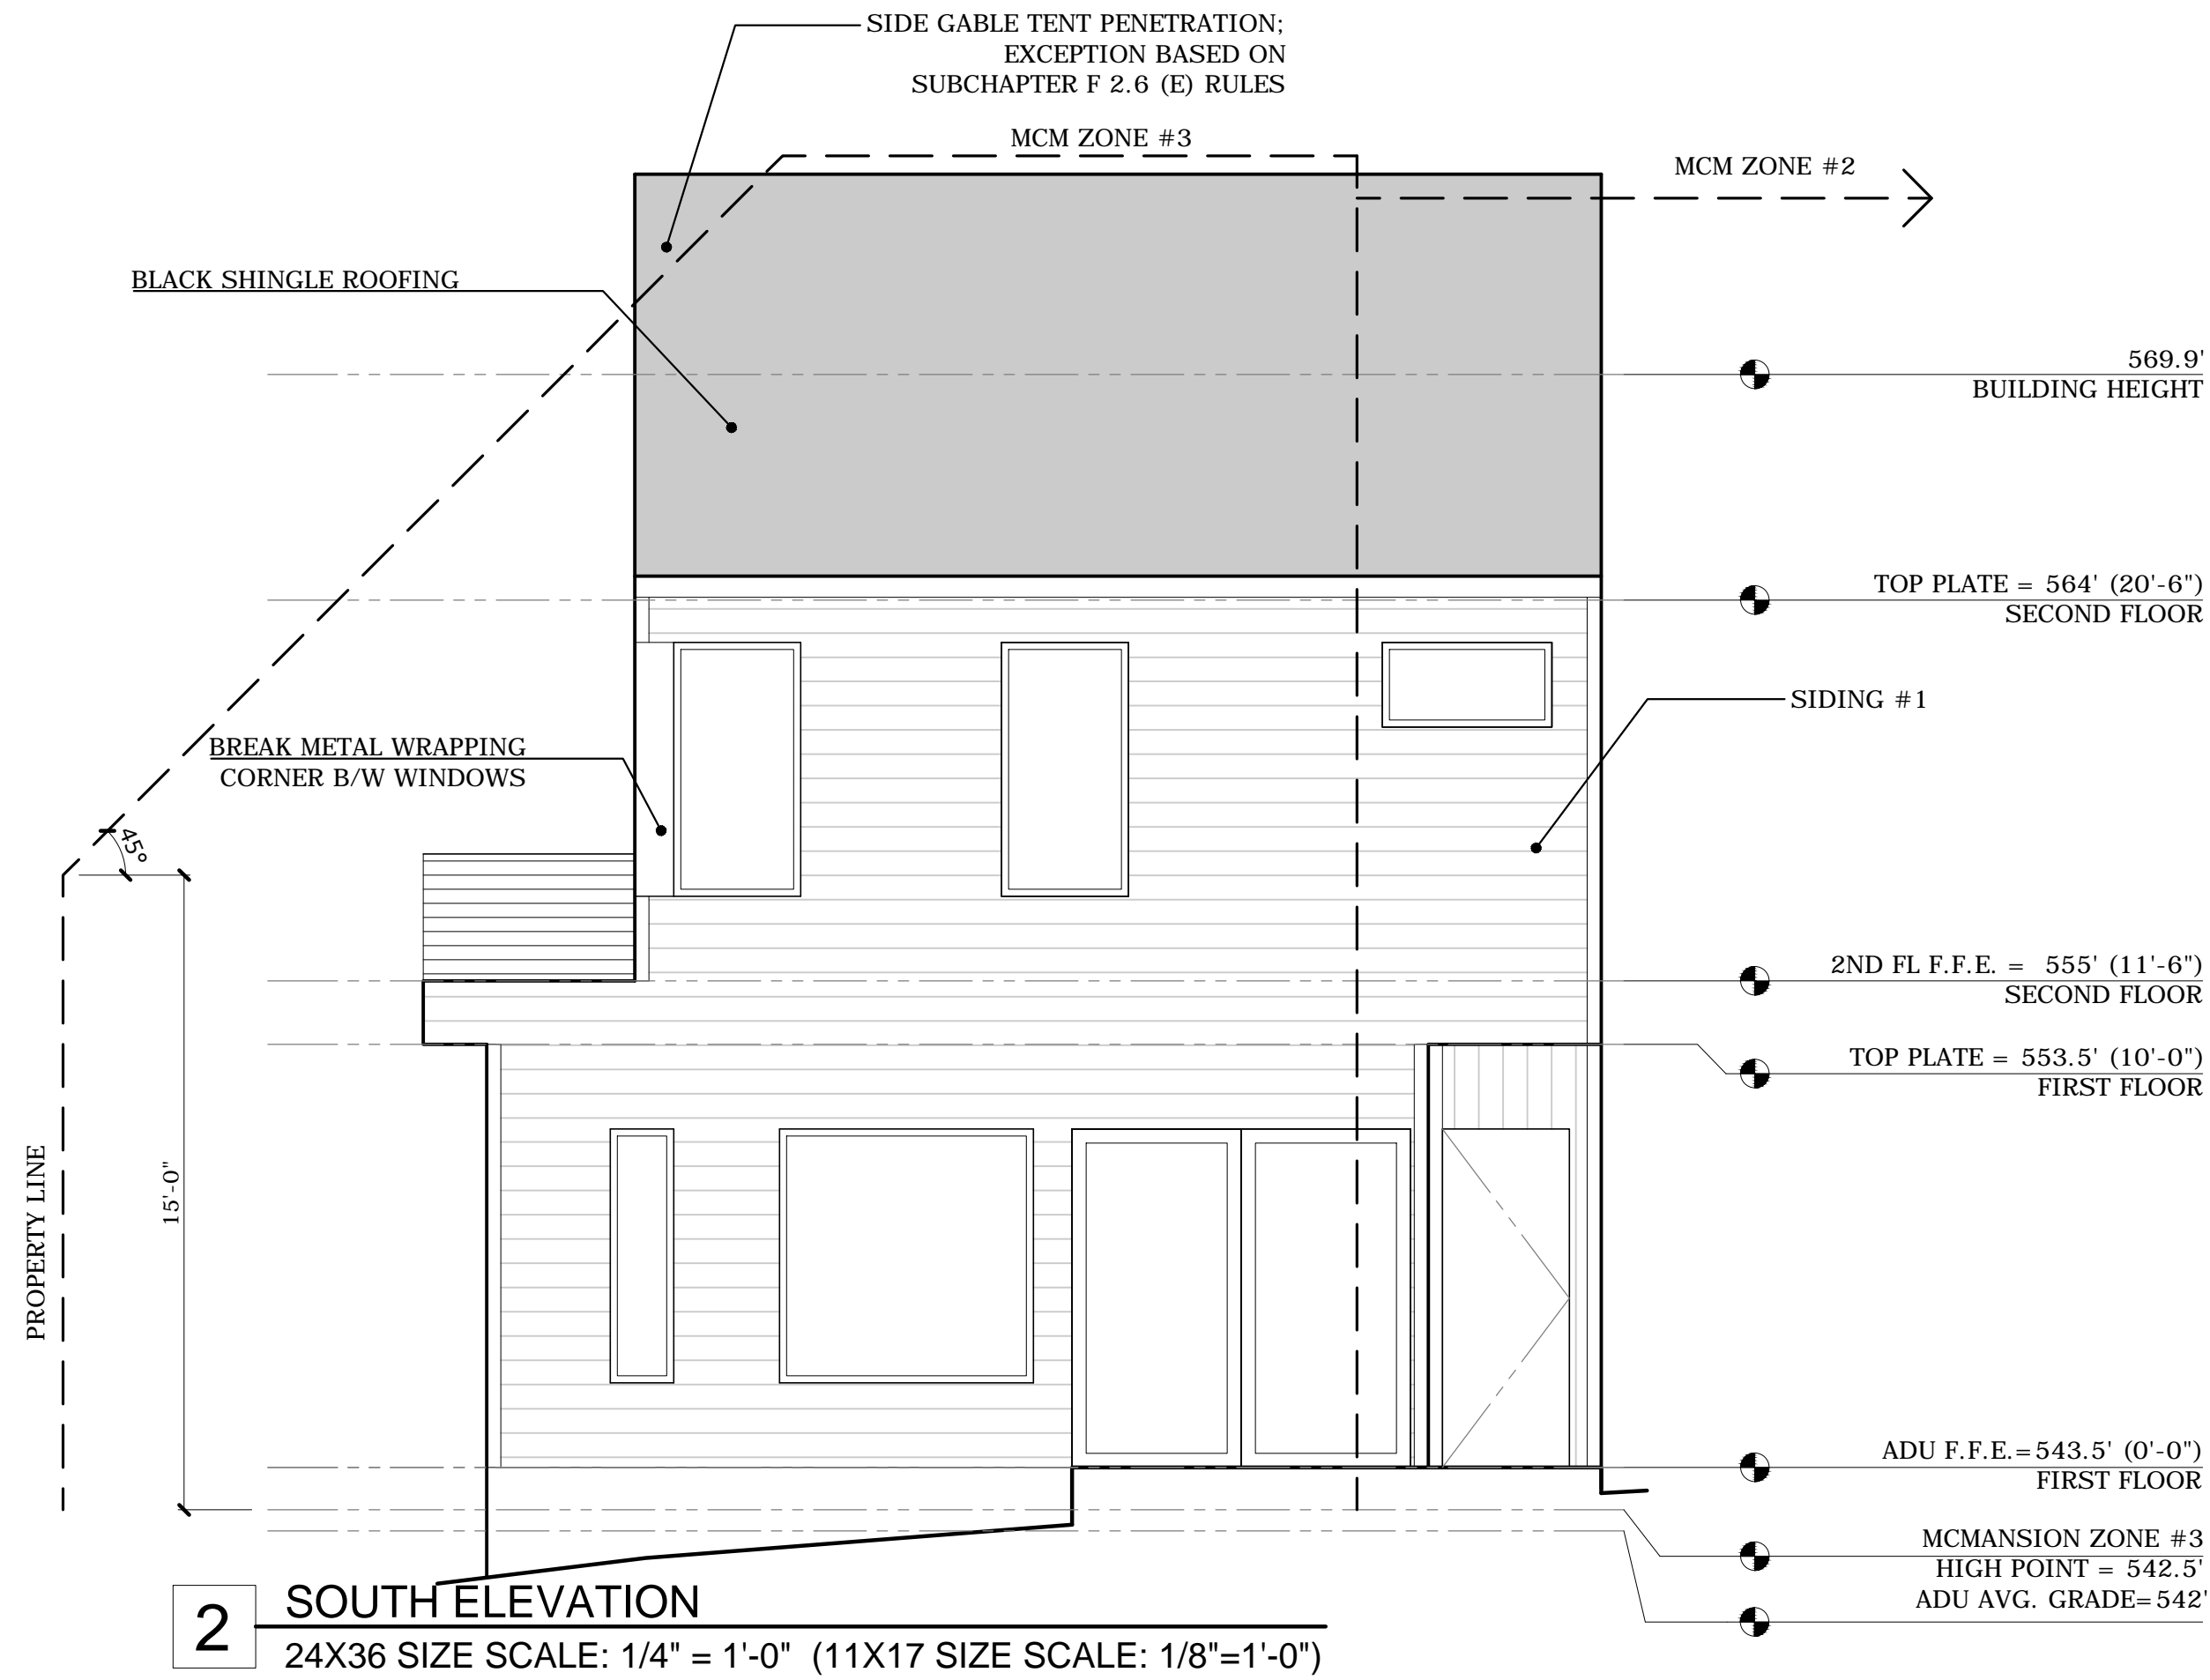 SIDE GABLE TENT PENETRATION;
EXCEPTION BASED ON
SUBCHAPTER F 2.6 (E) RULES
MCM ZONE #3
MCM ZONE #2
BLACK SHINGLE ROOFING
569.9'
BUILDING HEIGHT
TOP PLATE = 564' (20'-6")
SECOND FLOOR
SIDING #1
BREAK METAL WRAPPING
CORNER B/W WINDOWS
45°
2ND FL F.F.E. = 555' (11'-6")
SECOND FLOOR
TOP PLATE = 553.5' (10'-0")
FIRST FLOOR
PROPERTY LINE
15'-0"
ADU F.F.E.=543.5' (0'-0")
FIRST FLOOR
MCMANSION ZONE #3
HIGH POINT = 542.5'
ADU AVG. GRADE=542'
2
SOUTH ELEVATION
24X36 SIZE SCALE: 1/4" = 1'-0" (11X17 SIZE SCALE: 1/8"=1'-0")